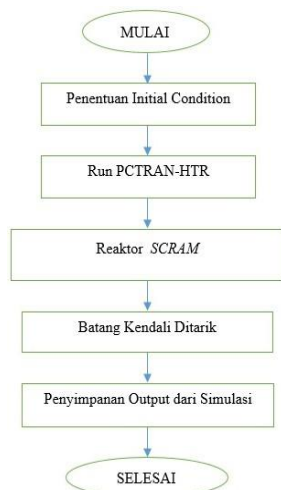 MULAI
Penentuan Initial Condition
Run PCTRAN-HTR
Reaktor SCRAM
Batang Kendali Ditarik
Penyimpanan Output dari Simulasi
SELESAI